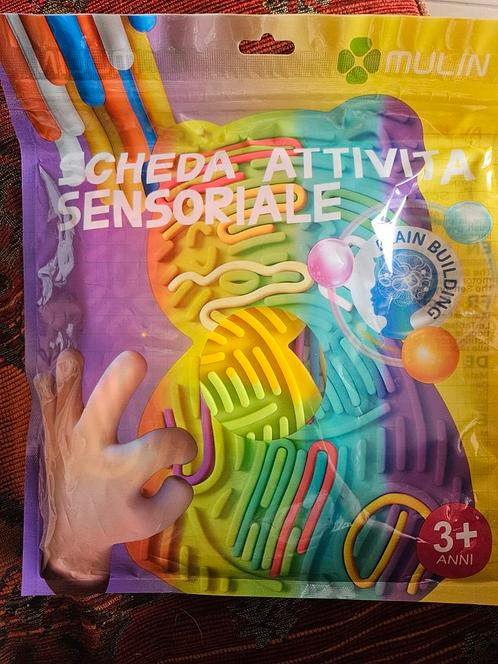 MULIN
SCHEDA ATTIVITA
SENSORIALE
BRAIN BUILDING
3+
ANNI